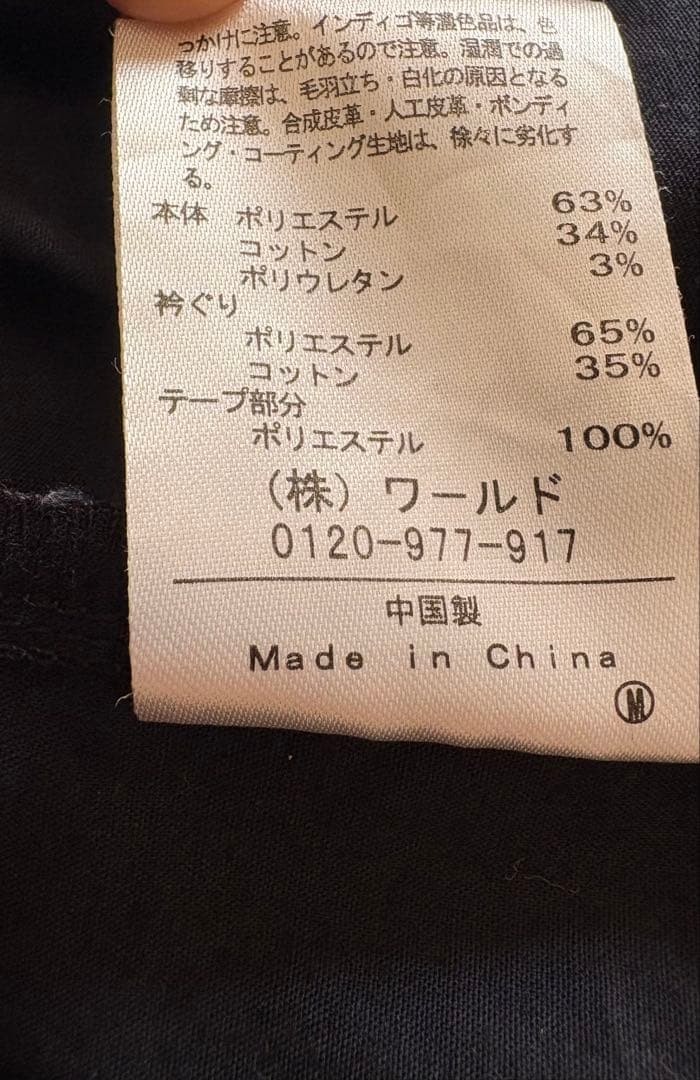 つかけに注意。インディゴ等濃色品は、色
移りすることがあるので注意。湿潤での過
剰な摩擦は、毛羽立ち・白化の原因となる
ため注意。合成皮革・人工皮革・ボンディ
ング・コーティング生地は、徐々に劣化す
る。
本体 ポリエステル 63%
コットン 34%
ポリウレタン 3%
衿ぐり
ポリエステル 65%
コットン 35%
テープ部分
ポリエステル 100%
(株) ワールド
0120-977-917
中国製
Made in China
Ⓜ